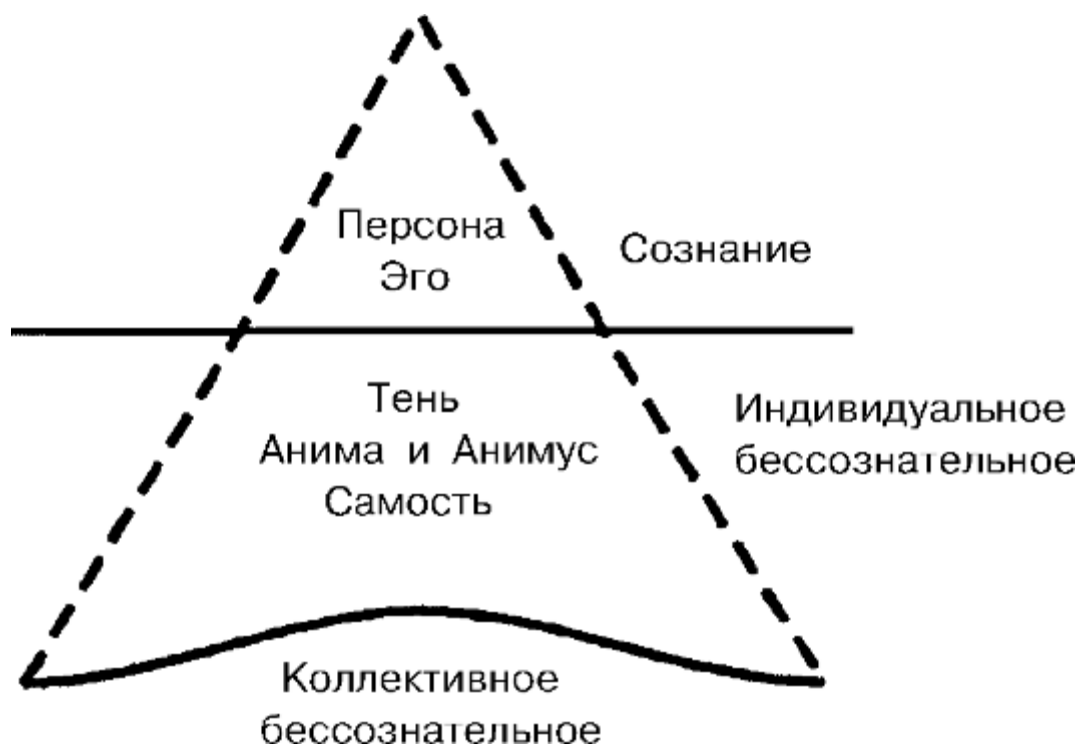 Персона
Эго
Сознание
Тень
Анима и Анимус
Самость
Индивидуальное
бессознательное
Коллективное
бессознательное